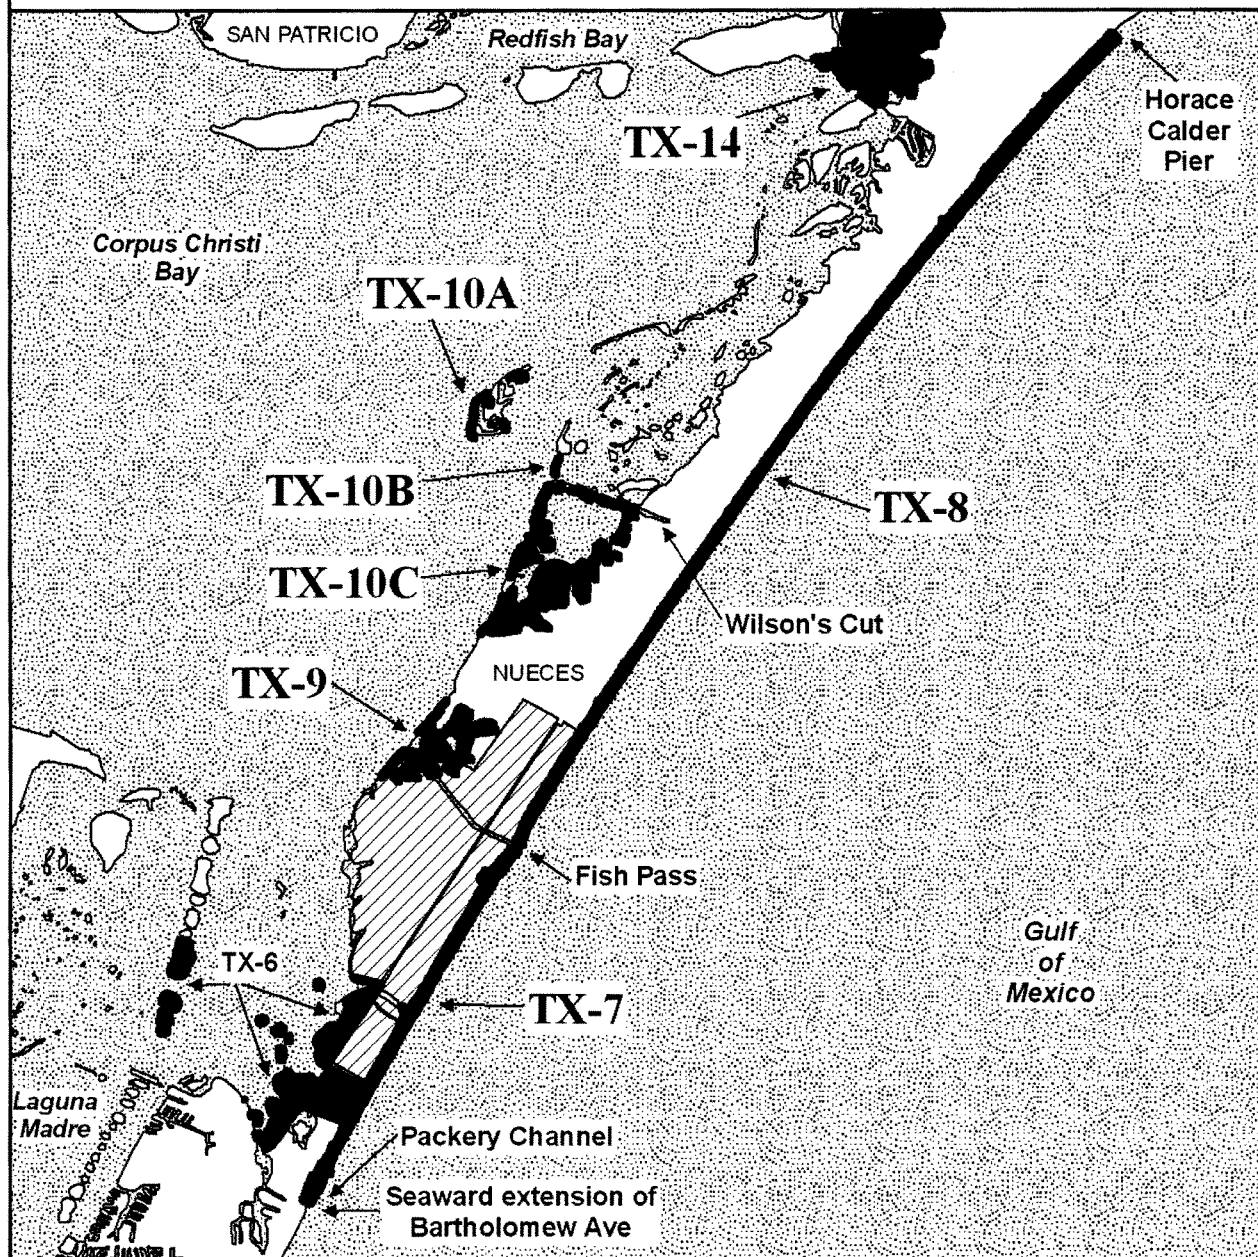 SAN PATRICIO
Redfish Bay
Horace
Calder
Pier
TX-14
Corpus Christi
Bay
TX-10A
TX-10B
TX-8
TX-10C
Wilson's Cut
NUECES
TX-9
Fish Pass
Gulf
of
Mexico
TX-6
TX-7
Laguna
Madre
Packery Channel
Seaward extension of
Bartholomew Ave